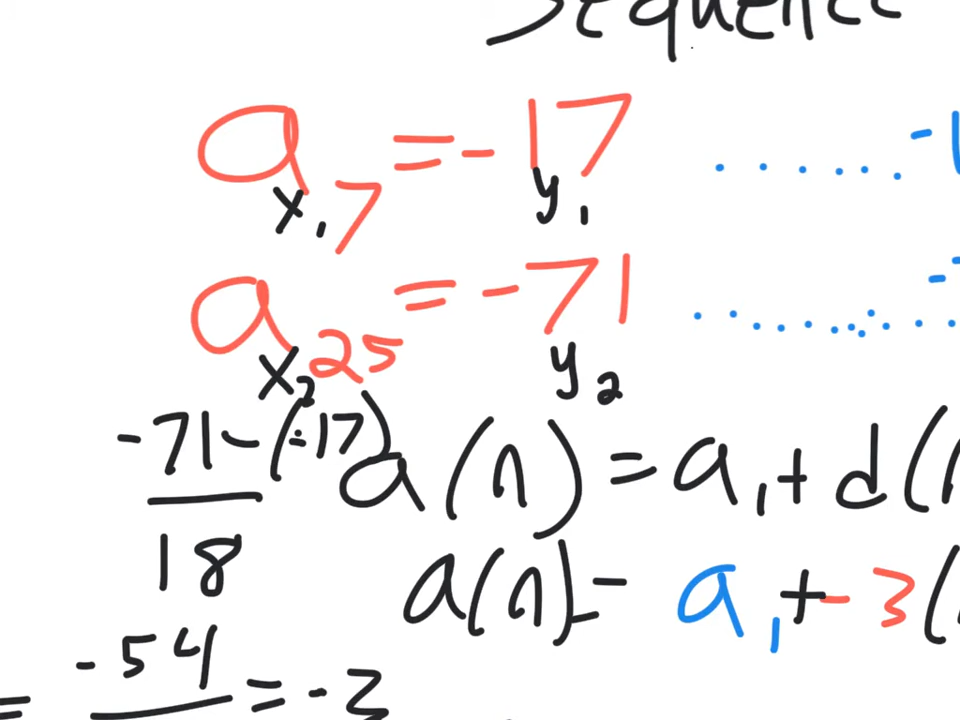 Sequence
a₇ = -17
x₁ y₁
a₂₅ = -71
x₂ y₂
-71 - (-17)
18
a(n) = a₁ + d(
a(n) = a₁ + -3(
= -54 = -3